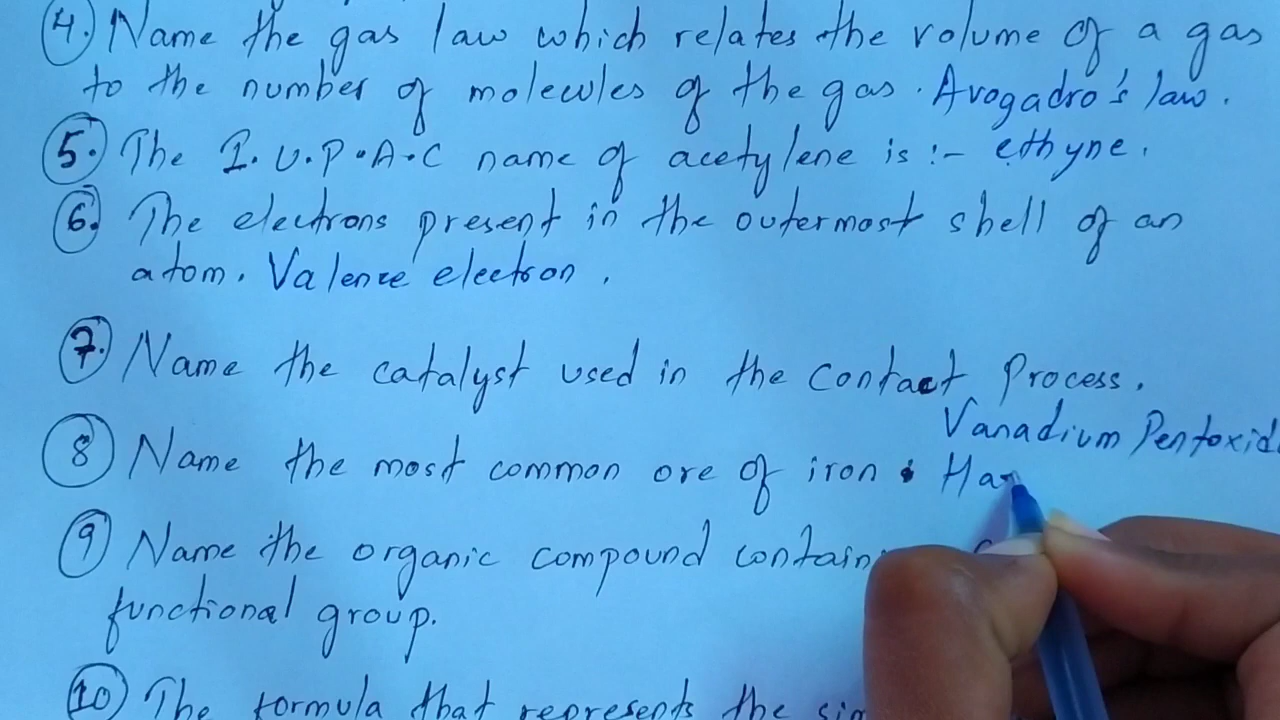 4. Name the gas law which relates the volume of a gas
to the number of molecules of the gas. Avogadro's law.
5. The I.U.P.A.C name of acetylene is :- ethyne.
6. The electrons present in the outermost shell of an
atom. Valence electron.
7. Name the catalyst used in the contact Process.
Vanadium Pentoxid
8 Name the most common ore of iron. Ha
9 Name the organic compound contain
functional group.
10 The formula that represents the sim